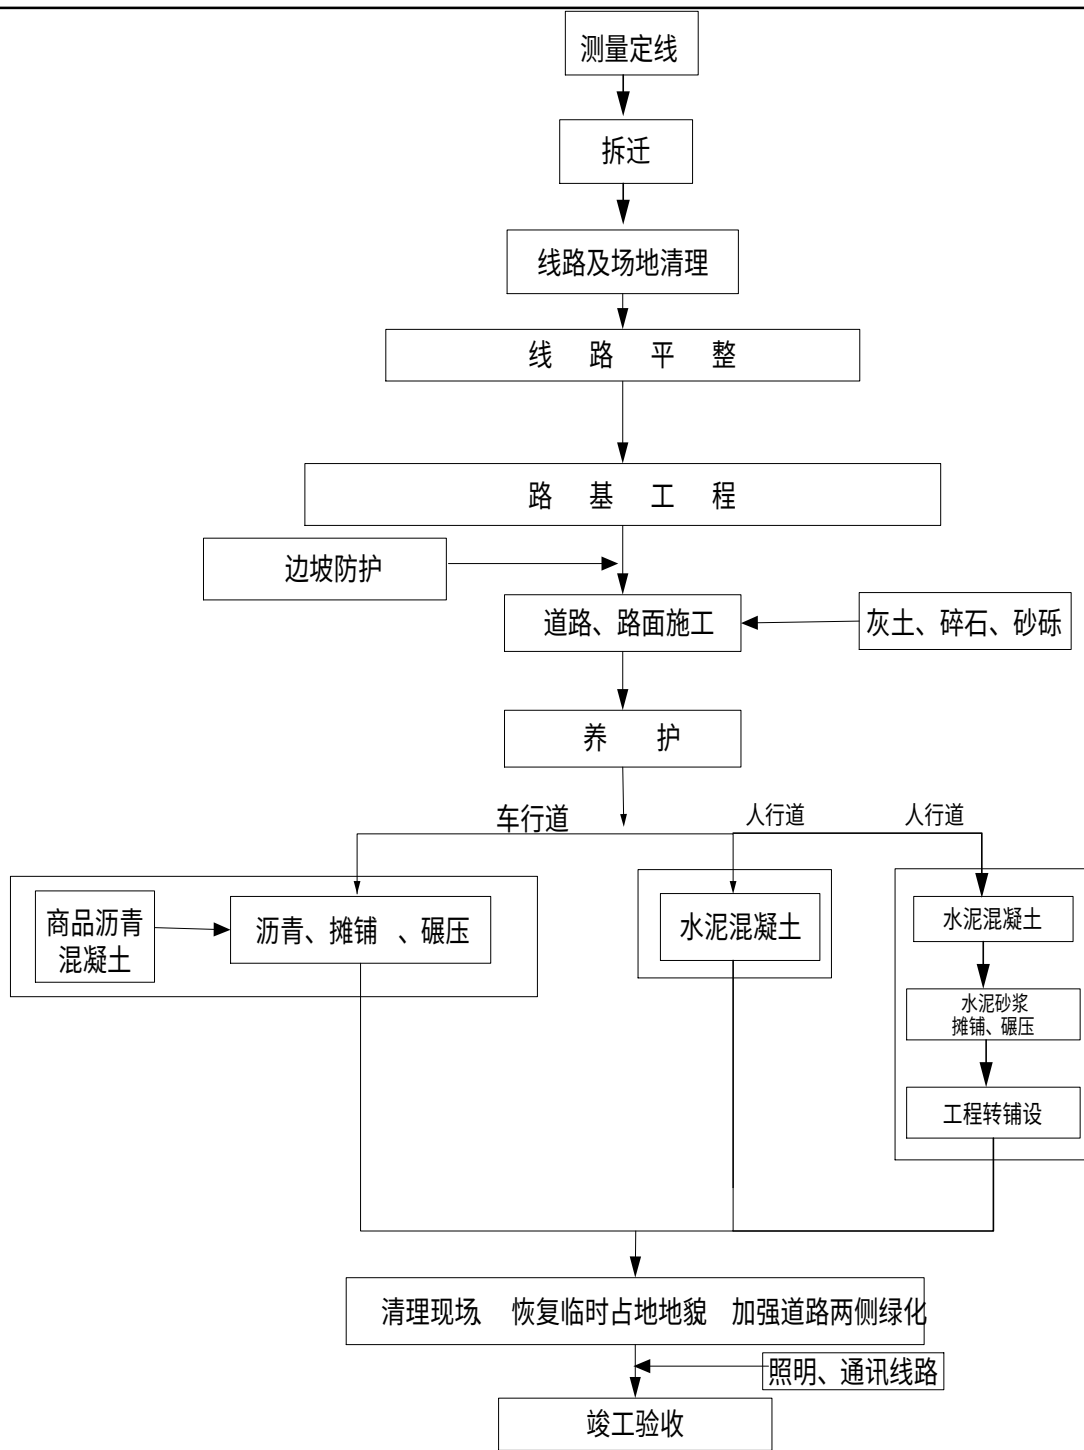 测量定线
拆迁
线路及场地清理
线 路 平 整
路 基 工 程
边坡防护
道路、路面施工
灰土、碎石、砂砾
养 护
车行道
人行道
人行道
商品沥青
混凝土
沥青、摊铺 、碾压
水泥混凝土
水泥混凝土
水泥砂浆
摊铺、碾压
工程转铺设
清理现场、 恢复临时占地地貌， 加强道路两侧绿化
照明、通讯线路
竣工验收